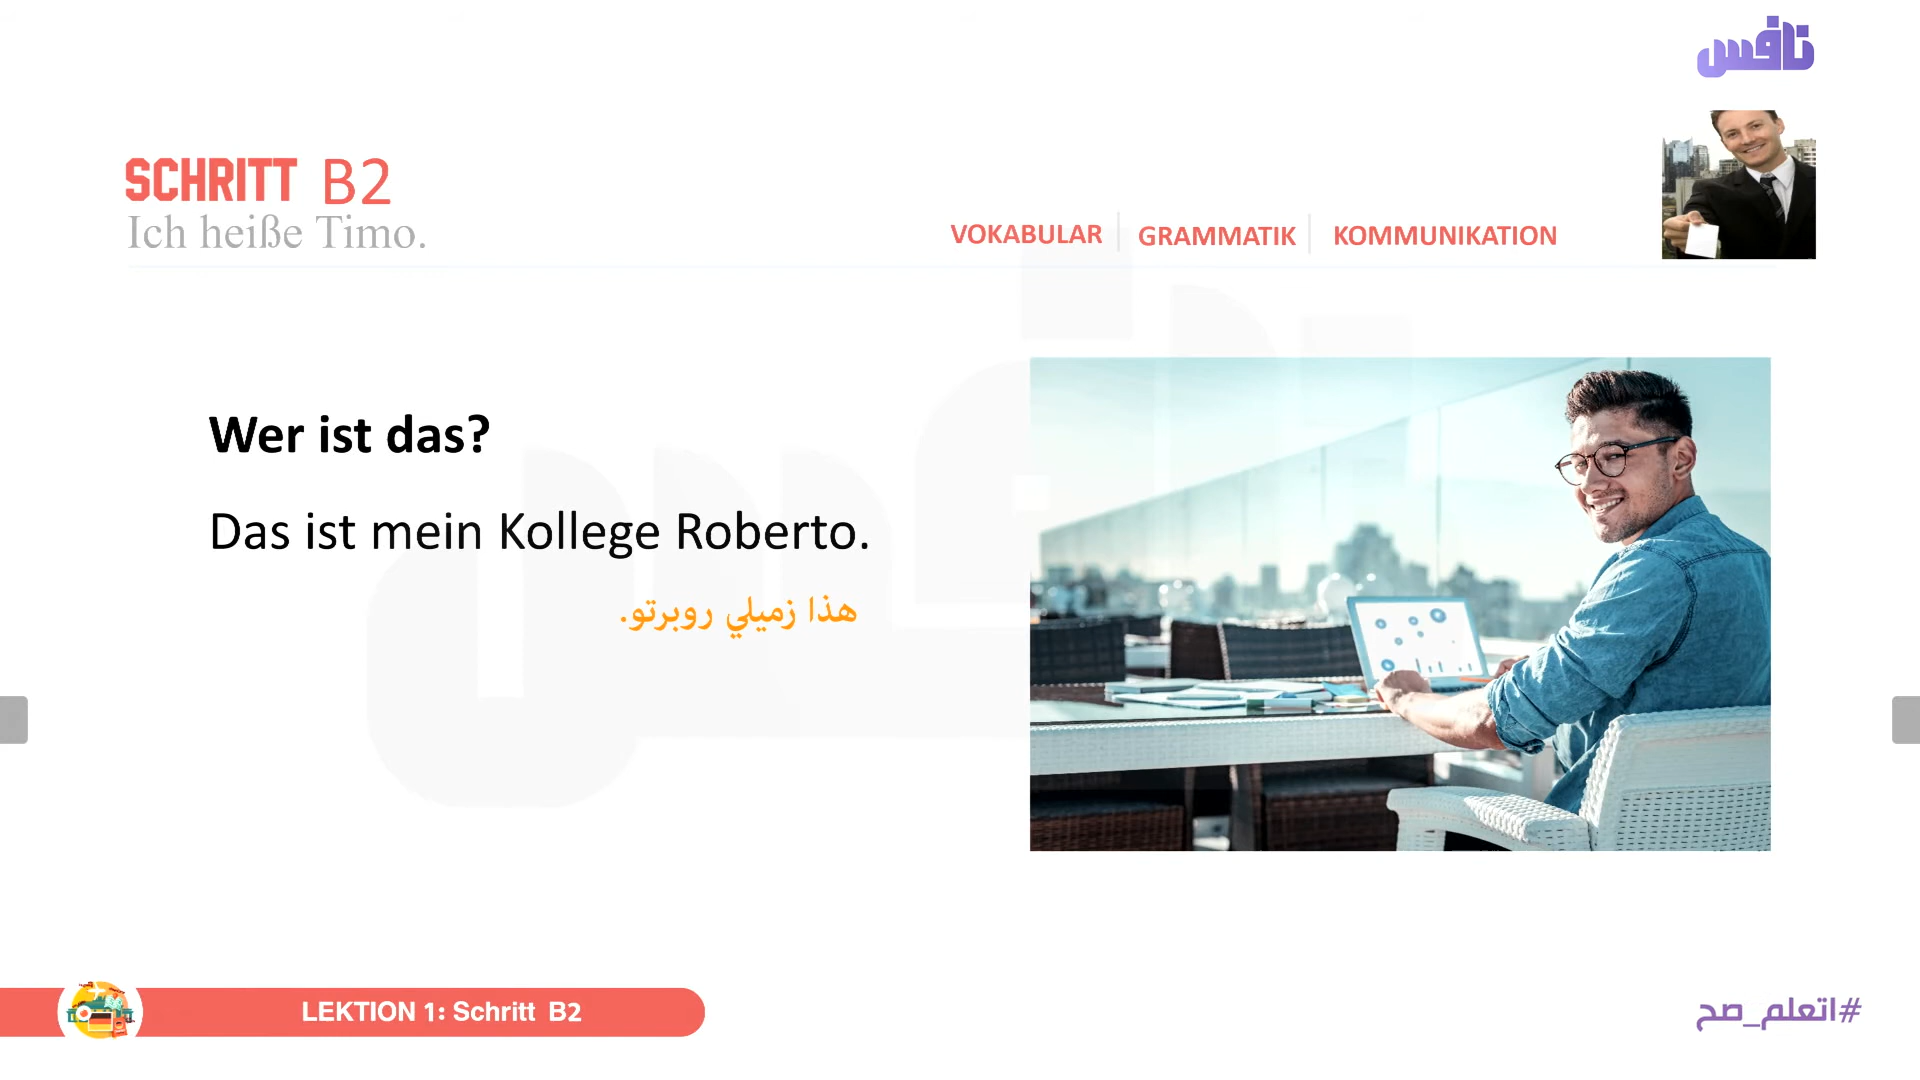 نافس
SCHRITT B2
Ich heiße Timo.
VOKABULAR
GRAMMATIK
KOMMUNIKATION
Wer ist das?
Das ist mein Kollege Roberto.
هذا زميلي روبرتو.
LEKTION 1: Schritt B2
#اتعلم_صح